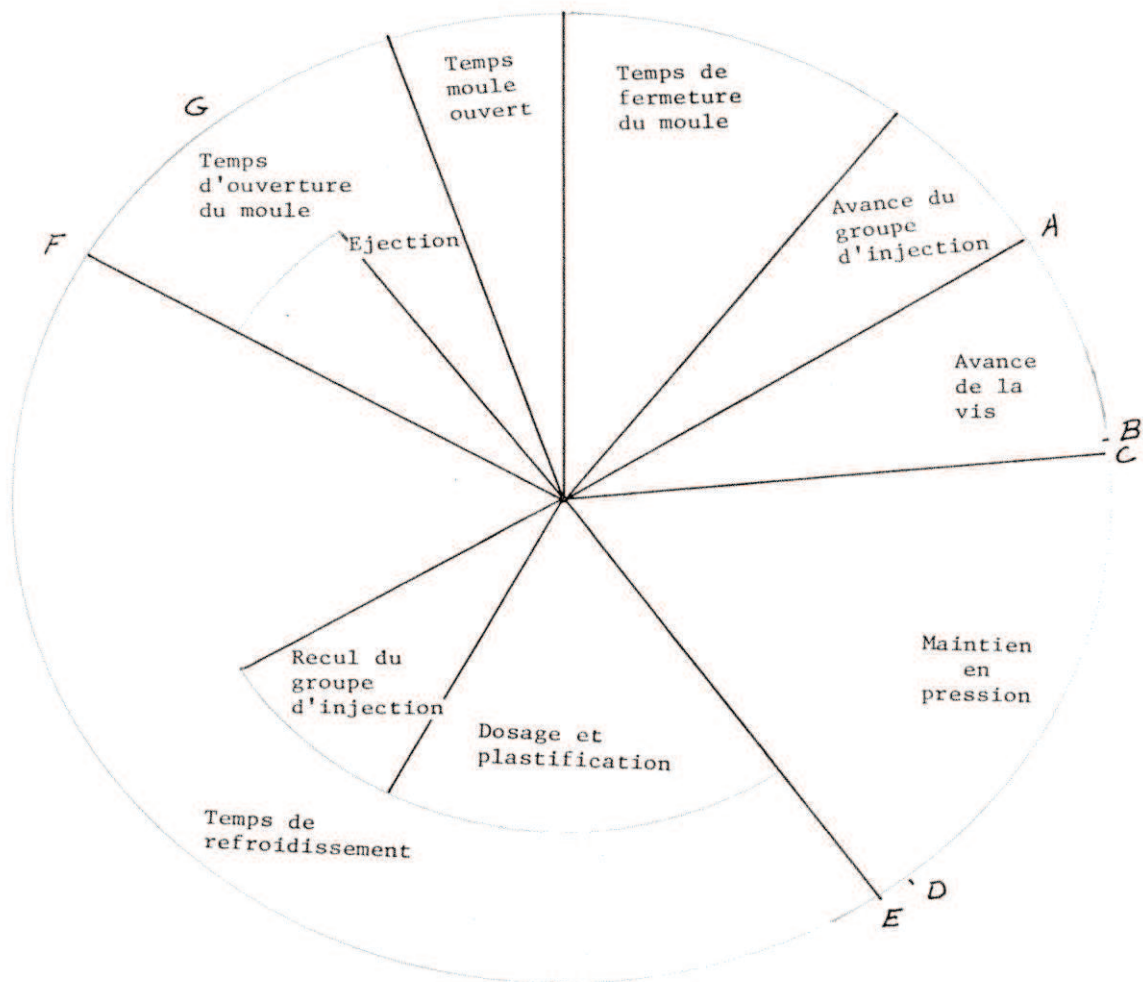 Temps
moule
ouvert
Temps de
fermeture
du moule
G
Temps
d'ouverture
du moule
Avance du
groupe
d'injection
A
F
Ejection
Avance
de la
vis
B
C
Maintien
en
pression
Recul du
groupe
d'injection
Dosage et
plastification
Temps de
refroidissement
D
E